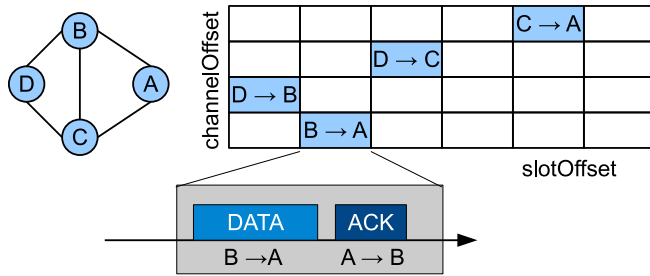 B
D
A
C
channelOffset
C → A
D → C
D → B
B → A
slotOffset
DATA
ACK
B →A
A → B